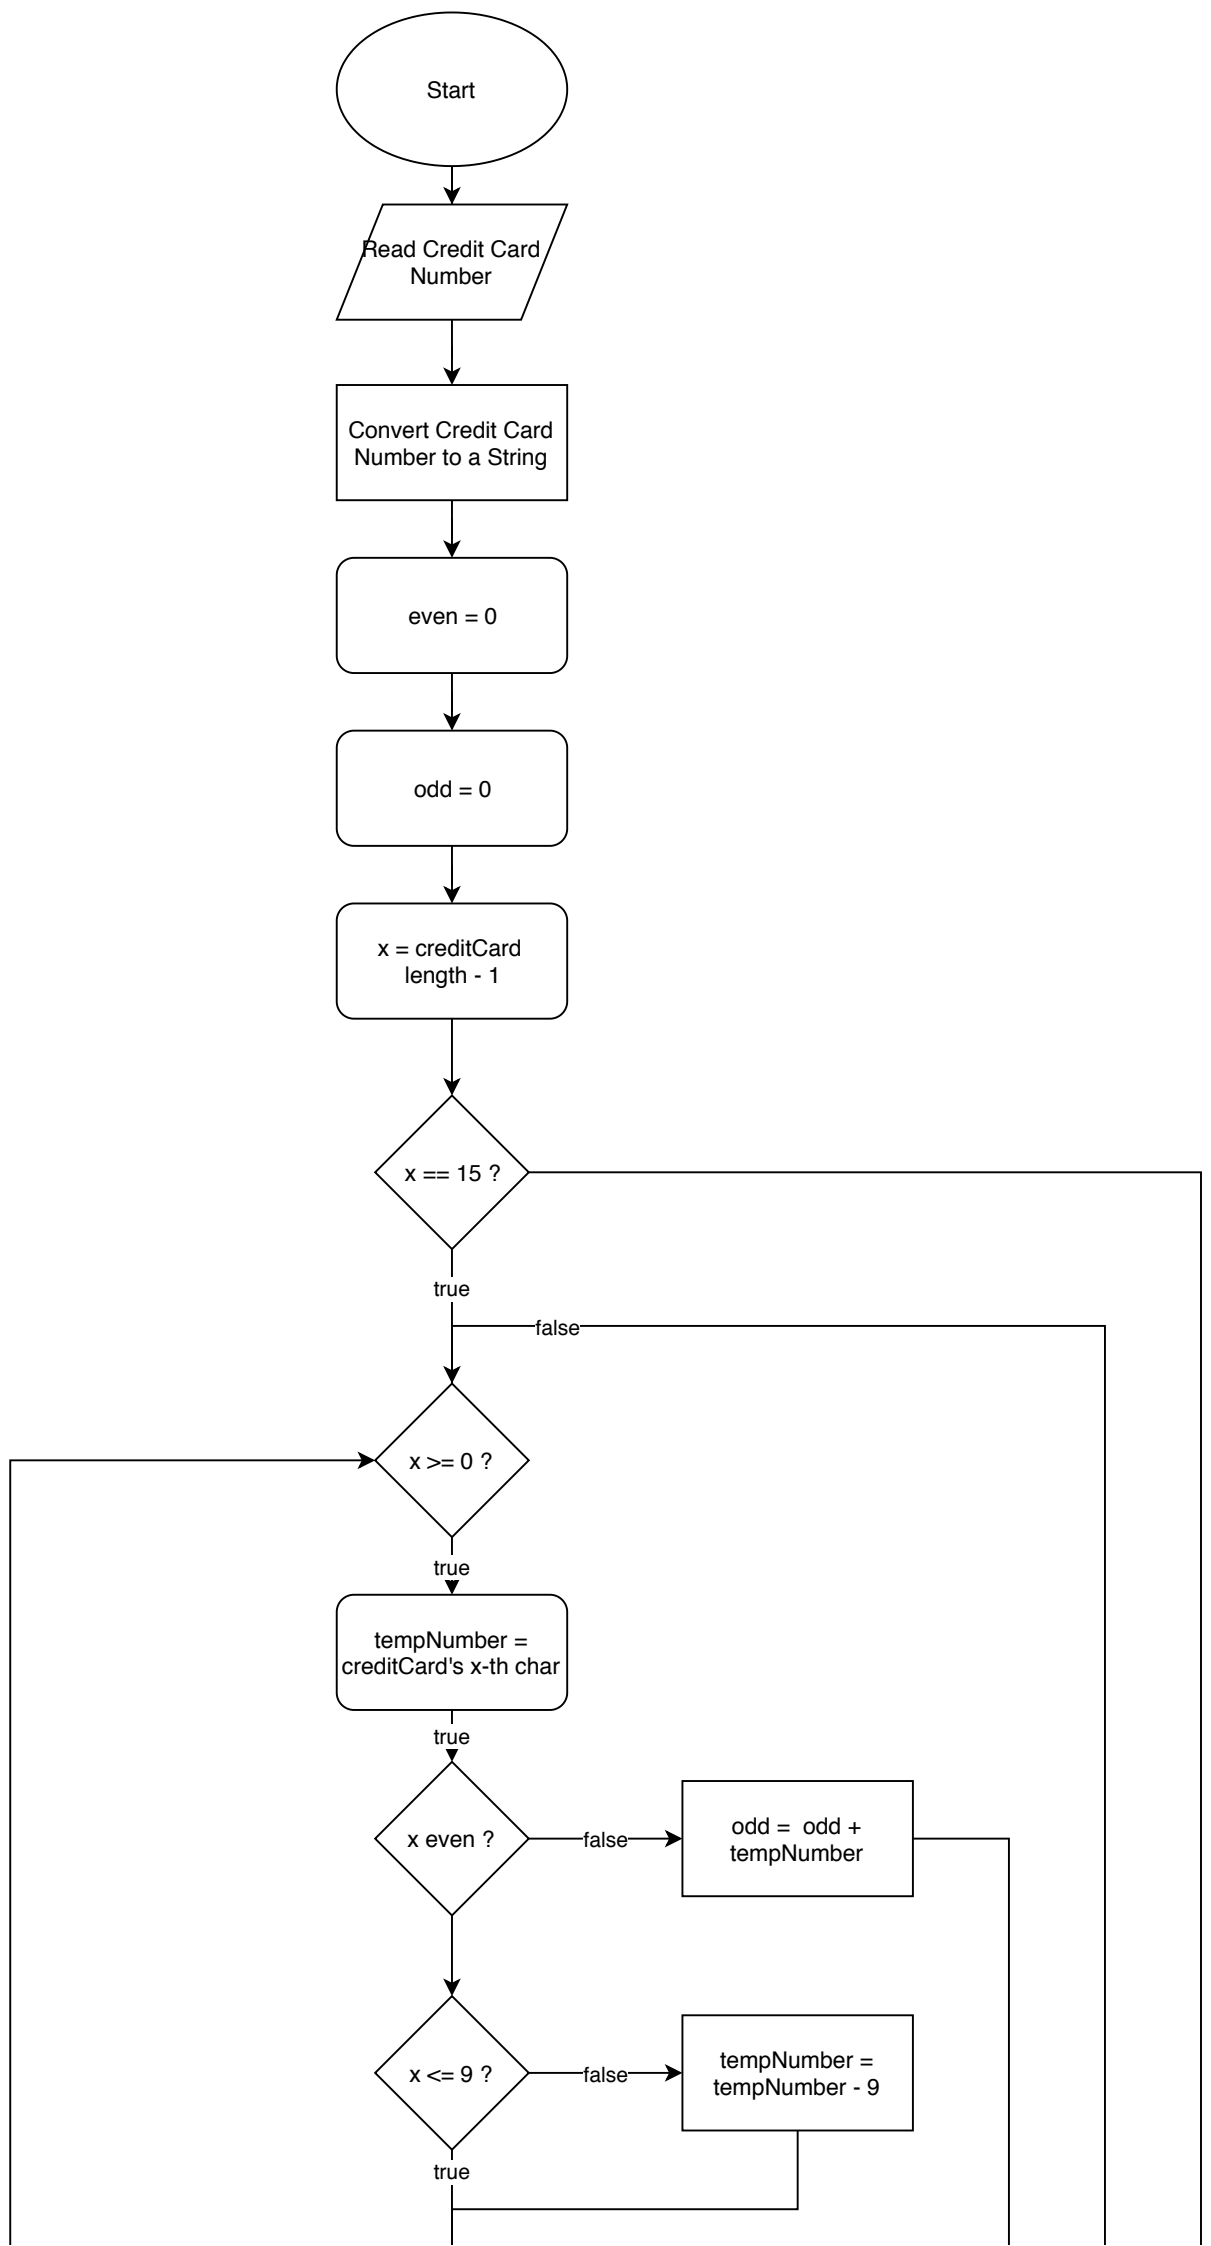 Start
Read Credit Card
Number
Convert Credit Card
Number to a String
even = 0
odd = 0
x = creditCard
length - 1
x == 15 ?
true
false
x >= 0 ?
true
tempNumber =
creditCard's x-th char
true
x even ?
false
odd =  odd +
tempNumber
x <= 9 ?
false
tempNumber =
tempNumber - 9
true